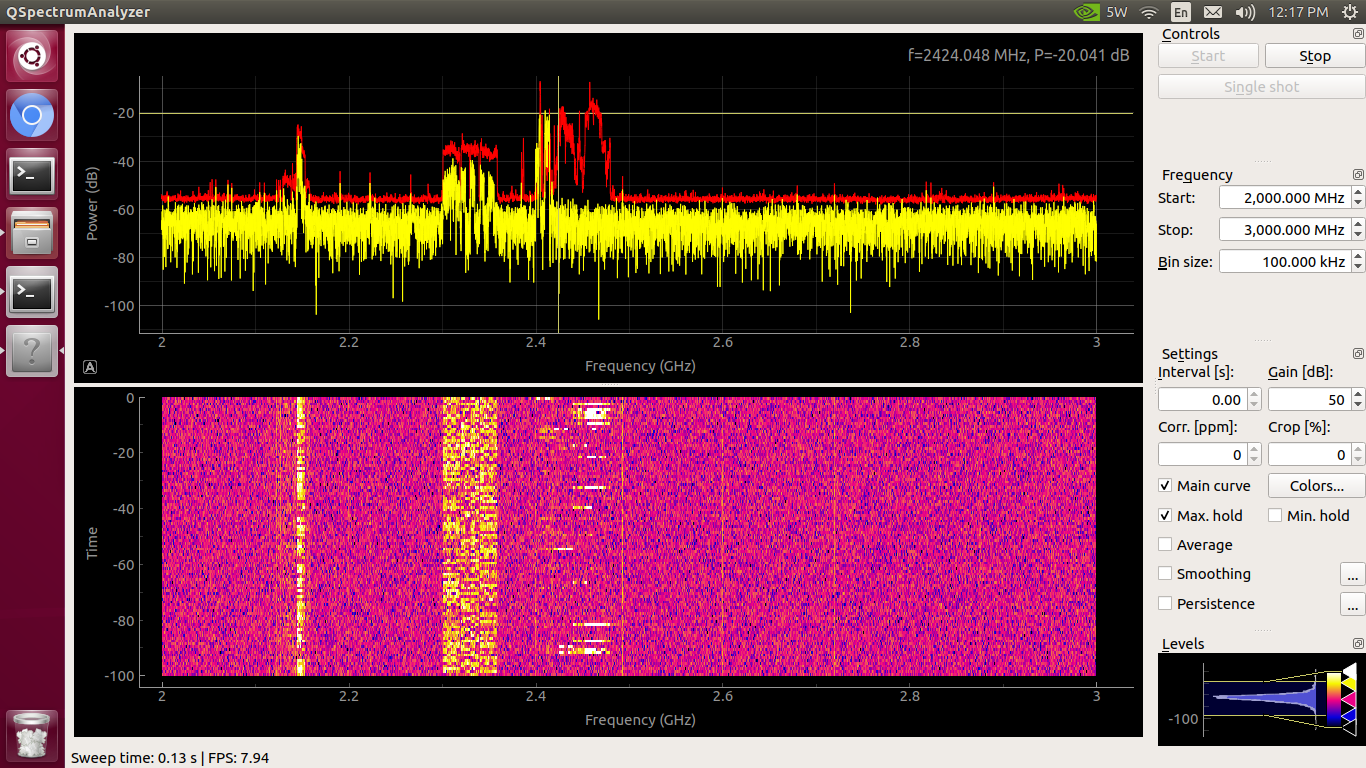 QSpectrumAnalyzer
5W
En
12:17 PM
f=2424.048 MHz, P=-20.041 dB
Power (dB)
-20
-40
-60
-80
-100
2
2.2
2.4
2.6
2.8
3
A
Frequency (GHz)
Time
0
-20
-40
-60
-80
-100
2
2.2
2.4
2.6
2.8
3
Frequency (GHz)
Controls
Start
Stop
Single shot
Frequency
Start: 2,000.000 MHz
Stop: 3,000.000 MHz
Bin size: 100.000 kHz
Settings
Interval [s]: Gain [dB]:
0.00 50
Corr. [ppm]: Crop [%]:
0 0
Main curve Colors...
Max. hold Min. hold
Average
Smoothing ...
Persistence ...
Levels
-100
Sweep time: 0.13 s | FPS: 7.94